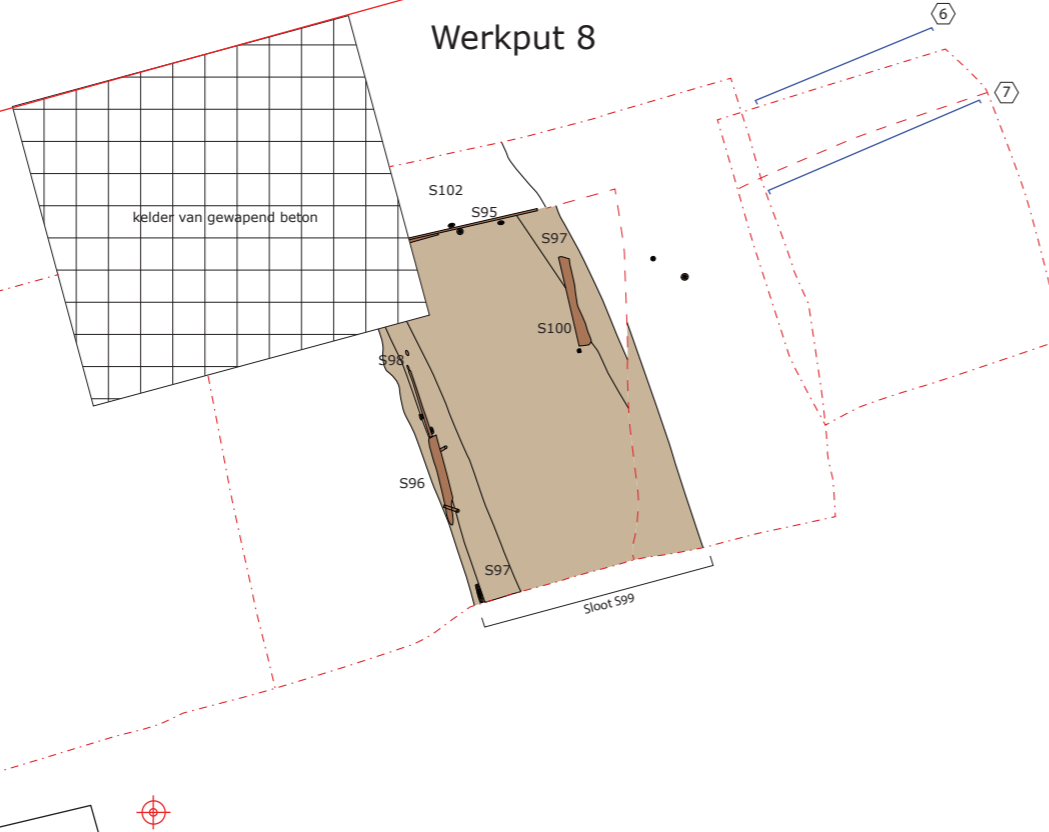 6
Werkput 8
7
S102
S95
kelder van gewapend beton
S97
S100
S98
S96
S97
Sloot S99